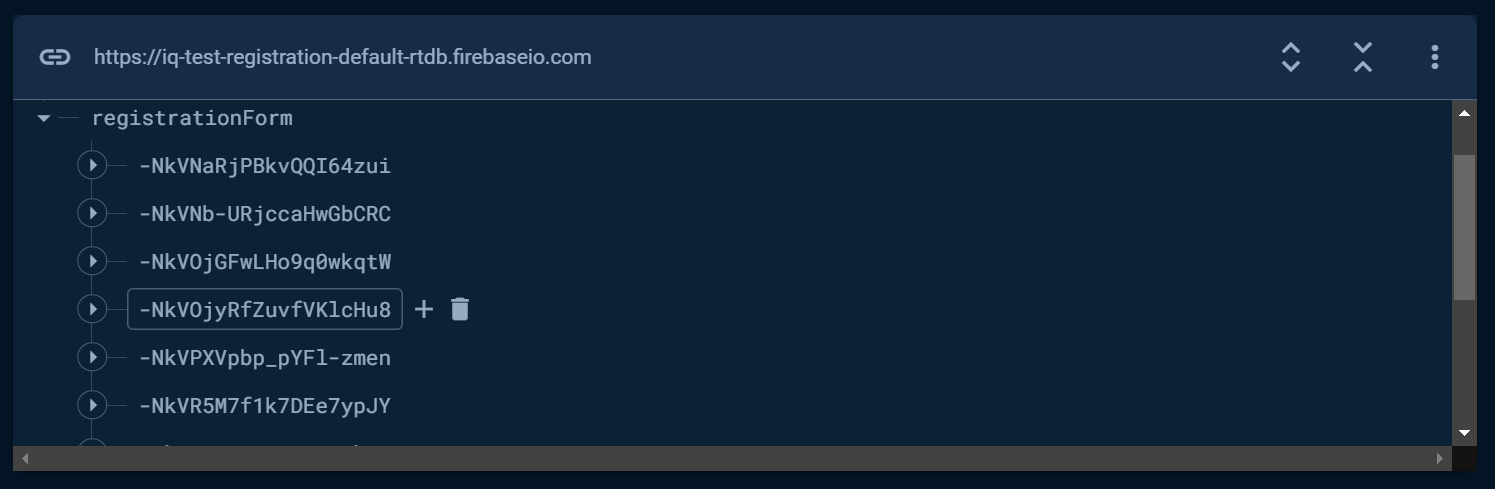 https://iq-test-registration-default-rtdb.firebaseio.com
registrationForm
-NkVNaRjPBkvQQI64zui
-NkVNb-URjccaHwGbCRC
-NkVOjGFwLHo9q0wkqtW
-NkVOjyRfZuvfVKlcHu8
-NkVPXVpbp_pYFl-zmen
-NkVR5M7f1k7DEe7ypJY